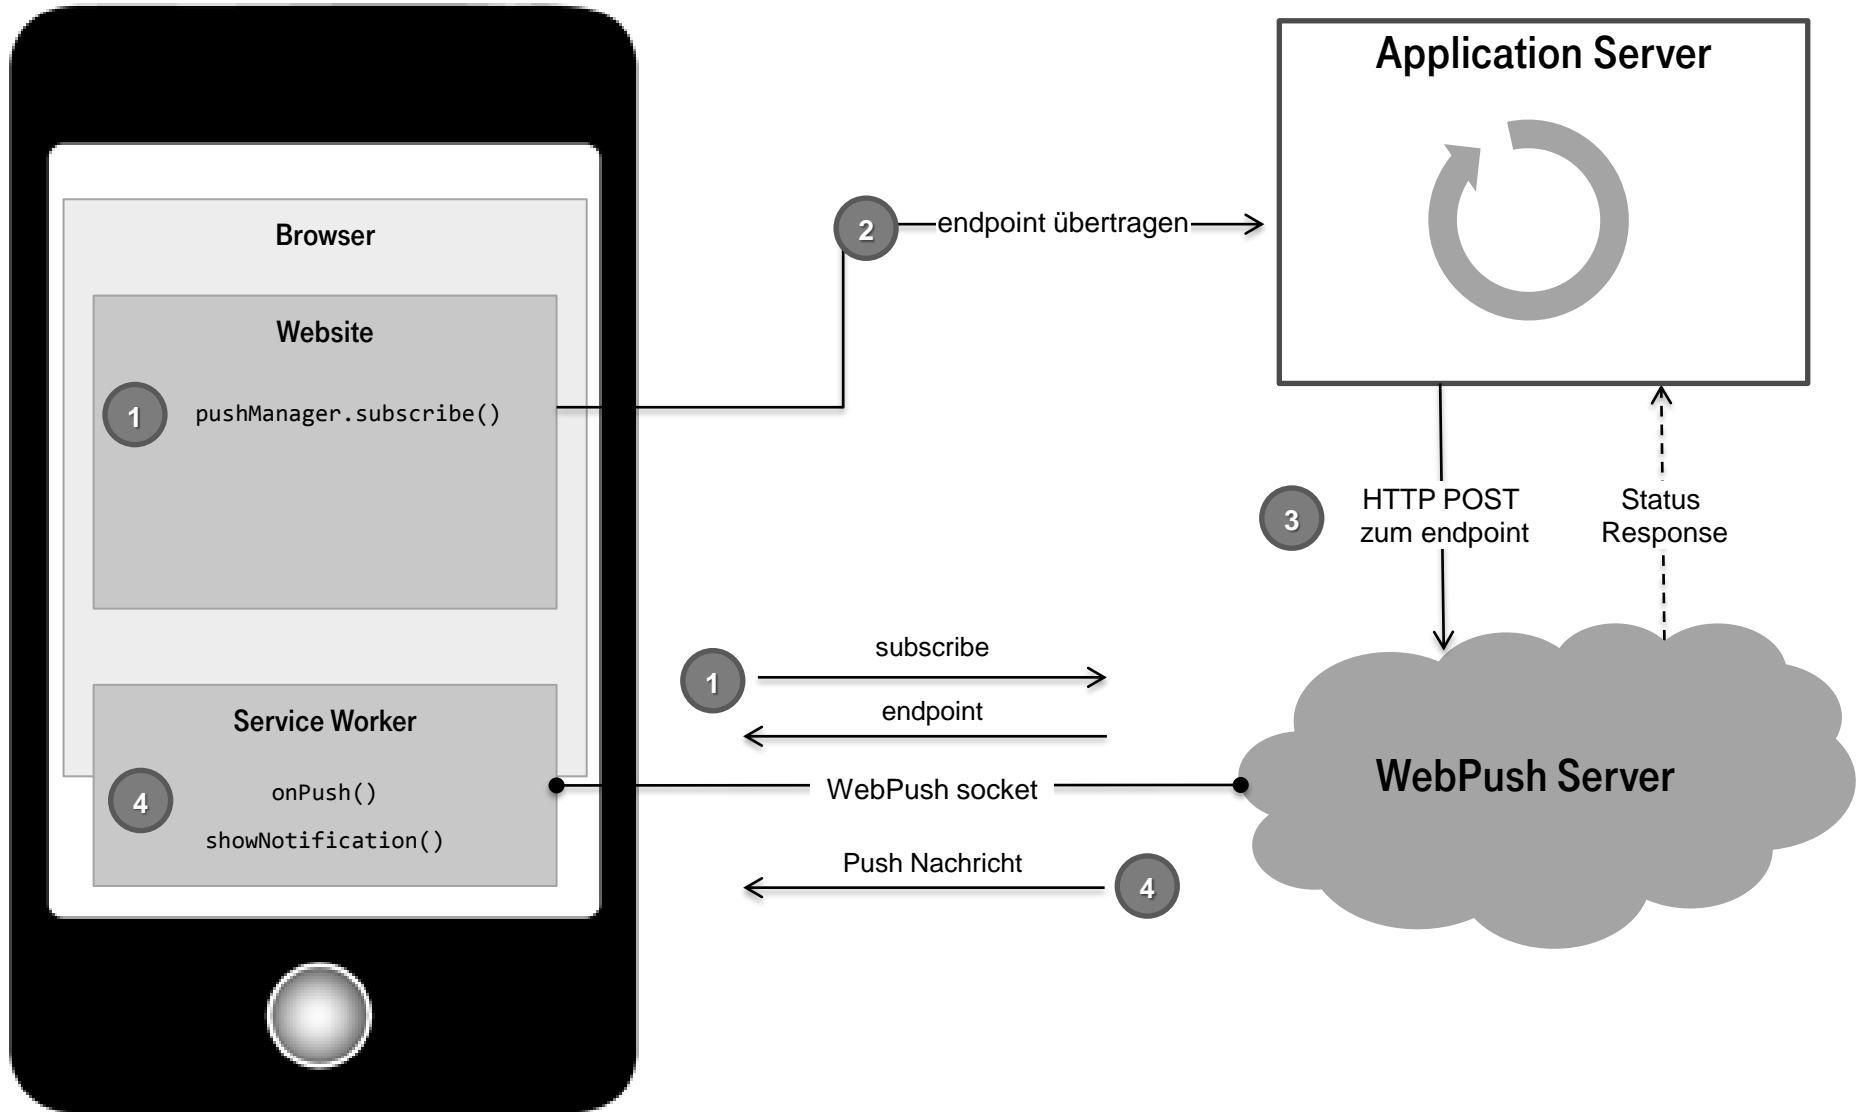 Application Server
Browser
2
endpoint übertragen
Website
1
pushManager.subscribe()
3
HTTP POST
zum endpoint
Status
Response
1
subscribe
endpoint
Service Worker
4
onPush()
showNotification()
WebPush socket
WebPush Server
Push Nachricht
4